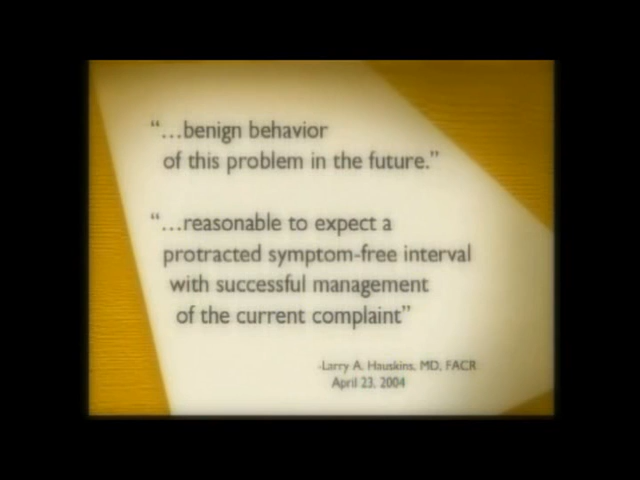 “...benign behavior
of this problem in the future.”
“...reasonable to expect a
protracted symptom-free interval
with successful management
of the current complaint”
-Larry A. Hauskins, MD, FACR
April 23, 2004